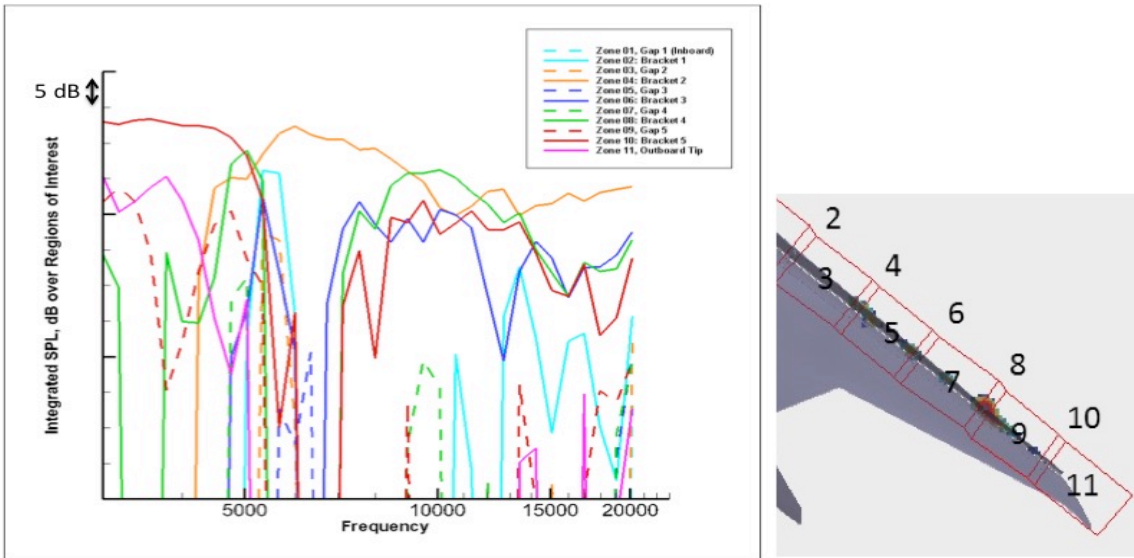 5 dB
Integrated SPL, dB over Regions of Interest
Zone 01, Gap 1 (Inboard)
Zone 02: Bracket 1
Zone 03, Gap 2
Zone 04: Bracket 2
Zone 05, Gap 3
Zone 06: Bracket 3
Zone 07, Gap 4
Zone 08: Bracket 4
Zone 09, Gap 5
Zone 10: Bracket 5
Zone 11, Outboard Tip
5000
10000
15000
20000
Frequency
2
3
4
5
6
7
8
9
10
11